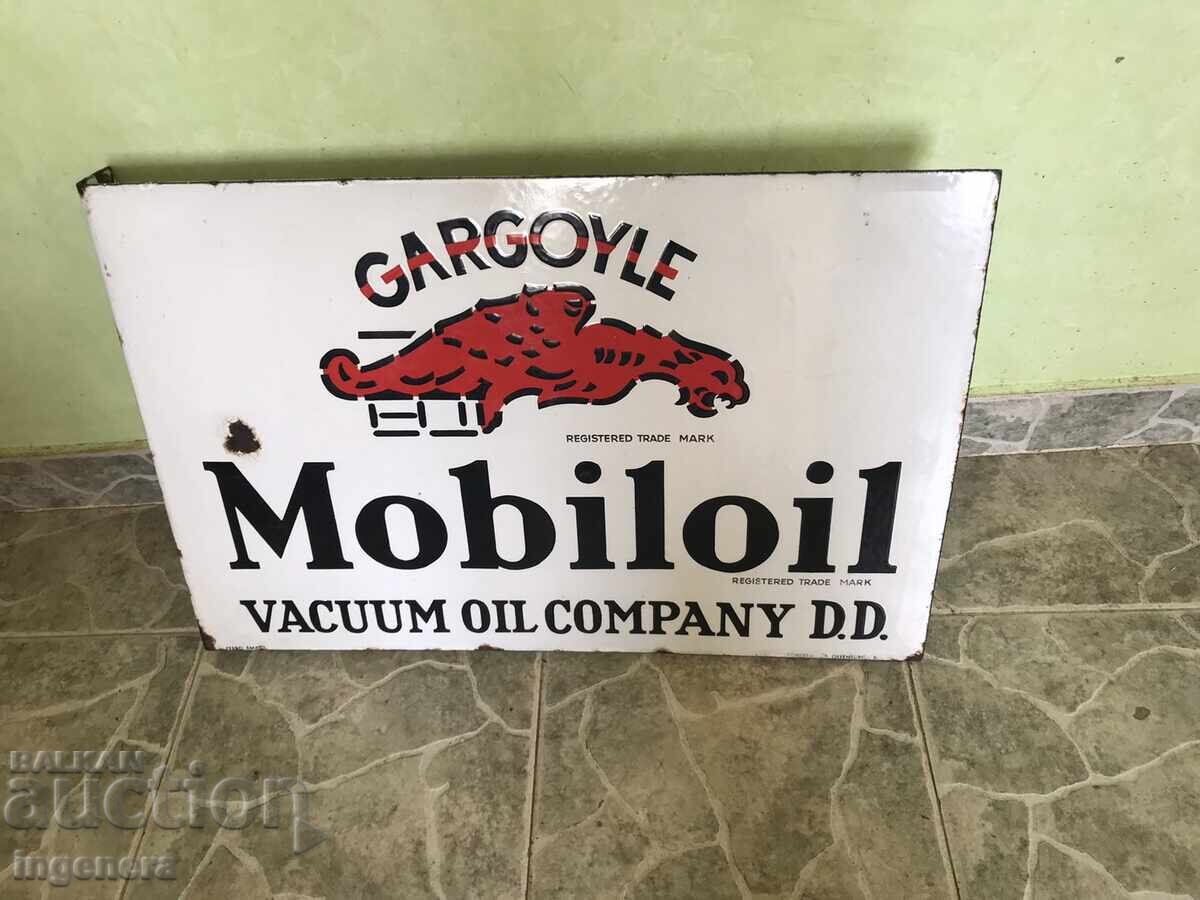 GARGOYLE
REGISTERED TRADE MARK
Mobiloil
REGISTERED TRADE MARK
VACUUM OIL COMPANY D.D.
BALKAN
auction
ingenera